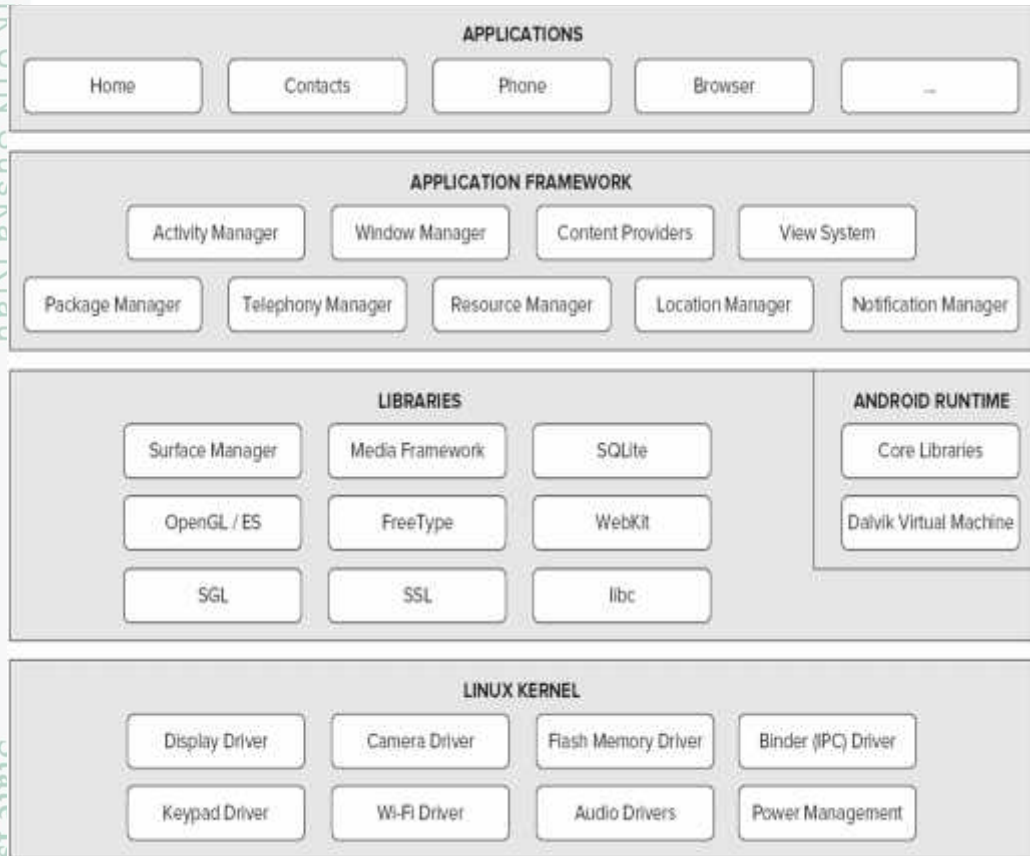 APPLICATIONS
Home Contacts Phone Browser ...
APPLICATION FRAMEWORK
Activity Manager Window Manager Content Providers View System
Package Manager Telephony Manager Resource Manager Location Manager Notification Manager
LIBRARIES ANDROID RUNTIME
Surface Manager Media Framework SQLite Core Libraries
OpenGL / ES FreeType WebKit Dalvik Virtual Machine
SGL SSL libc
LINUX KERNEL
Display Driver Camera Driver Flash Memory Driver Binder (IPC) Driver
Keypad Driver Wi-Fi Driver Audio Drivers Power Management